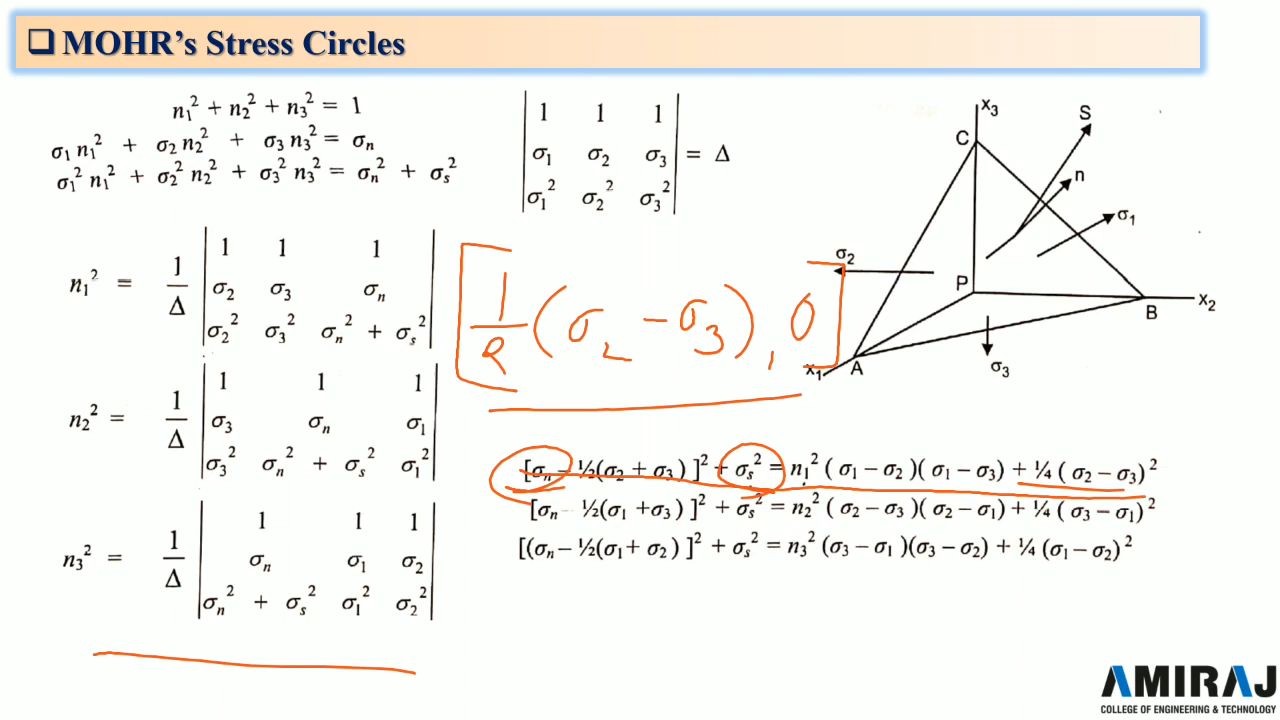 ❑ MOHR's Stress Circles
n₁² + n₂² + n₃² = 1
σ₁ n₁² + σ₂ n₂² + σ₃ n₃² = σₙ
σ₁² n₁² + σ₂² n₂² + σ₃² n₃² = σₙ² + σₛ²
| 1 1 1 |
| σ₁ σ₂ σ₃ | = Δ
| σ₁² σ₂² σ₃² |
| 1 1 1 |
n₁² = 1/Δ | σ₂ σ₃ σₙ |
| σ₂² σ₃² σₙ² + σₛ² |
| 1 1 1 |
n₂² = 1/Δ | σ₃ σₙ σ₁ |
| σ₃² σₙ² + σₛ² σ₁² |
| 1 1 1 |
n₃² = 1/Δ | σₙ σ₁ σ₂ |
| σₙ² + σₛ² σ₁² σ₂² |
[1/2 (σ₂ - σ₃), 0]
x₃
S
C
n
σ₁
σ₂
P
x₂
B
x₁ A
σ₃
[σₙ - ½(σ₂ + σ₃) ]² + σₛ² = n₁² (σ₁ - σ₂)(σ₁ - σ₃) + ¼ (σ₂ - σ₃)²
[σₙ - ½(σ₁ +σ₃) ]² + σₛ² = n₂² (σ₂ - σ₃)(σ₂ - σ₁) + ¼ (σ₃ - σ₁)²
[(σₙ - ½(σ₁+ σ₂) ]² + σₛ² = n₃² (σ₃ - σ₁)(σ₃ - σ₂) + ¼ (σ₁ - σ₂)²
AMIRAJ
COLLEGE OF ENGINEERING & TECHNOLOGY